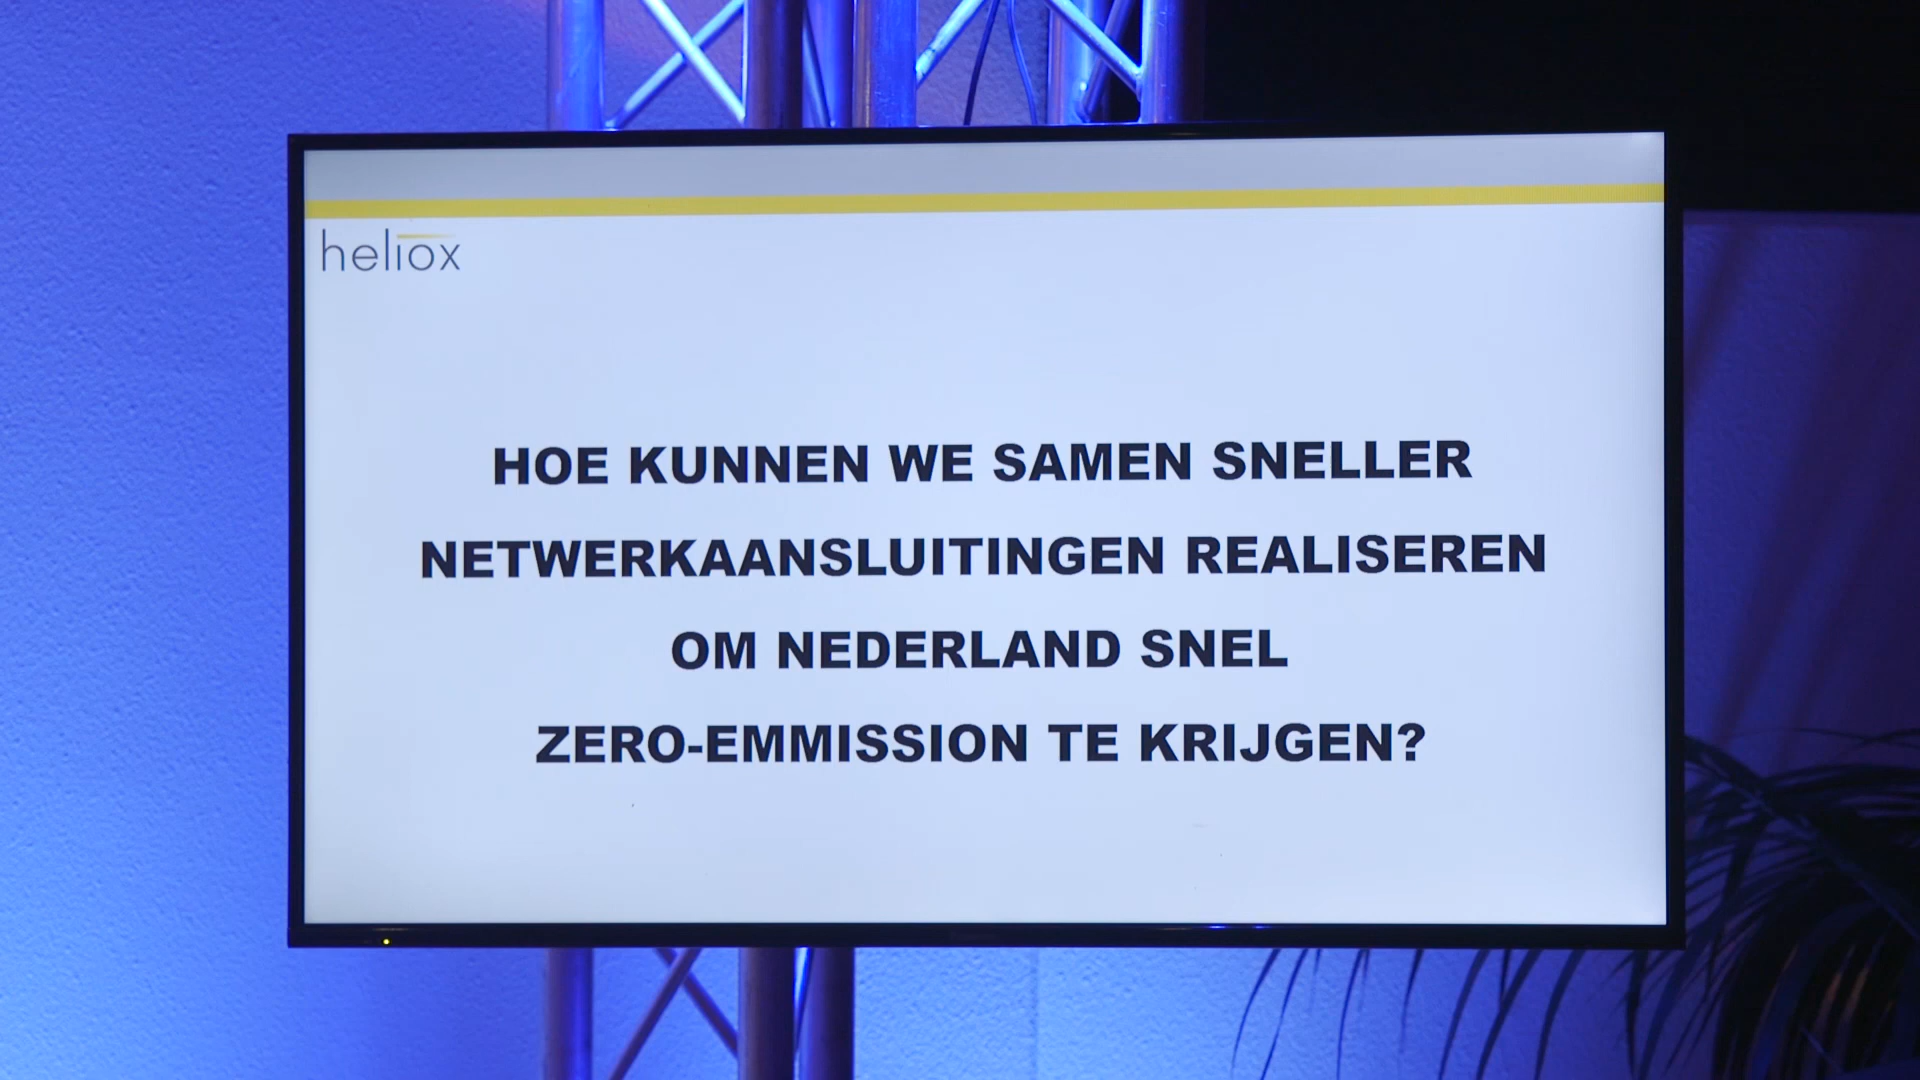 heliox
HOE KUNNEN WE SAMEN SNELLER
NETWERKAANSLUITINGEN REALISEREN
OM NEDERLAND SNEL
ZERO-EMMISSION TE KRIJGEN?